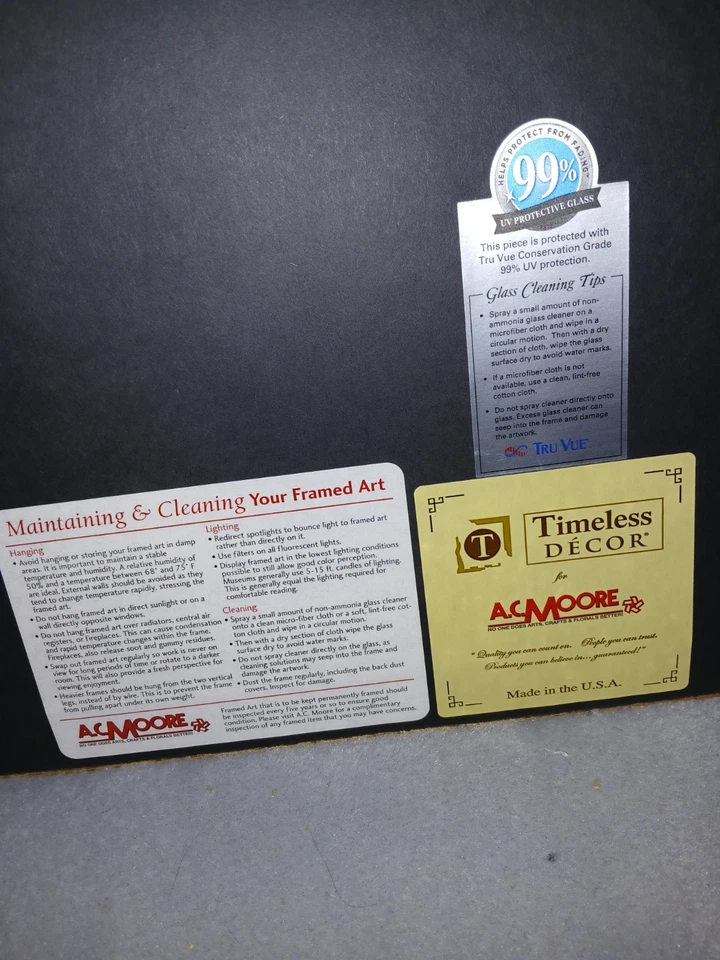 HELPS PROTECT FROM FADING™
99%
UV PROTECTIVE GLASS
This piece is protected with
Tru Vue Conservation Grade
99% UV protection.
Glass Cleaning Tips
• Spray a small amount of non-
ammonia glass cleaner on a
microfiber cloth and wipe in a
circular motion. Then with a dry
section of cloth, wipe the glass
surface dry to avoid water marks.
• If a microfiber cloth is not
available, use a clean, lint-free
cotton cloth.
• Do not spray cleaner directly onto
glass. Excess glass cleaner can
seep into the frame and damage
the artwork.
TRU VUE
Maintaining & Cleaning Your Framed Art
Hanging
• Avoid hanging or storing your framed art in damp
areas. It is important to maintain a stable
temperature and humidity. A relative humidity of
50% and a temperature between 68° and 75° F
are ideal. External walls should be avoided as they
tend to change temperature rapidly, stressing the
framed art.
• Do not hang framed art in direct sunlight or on a
wall directly opposite windows.
• Do not hang framed art over radiators, central air
registers, or fireplaces. This can cause condensation
and rapid temperature changes within the frame.
Fireplaces, also release soot and gummy residues.
• Swap out framed art regularly so work is never on
view for long periods of time or rotate to a darker
room. This will also provide a fresh perspective for
viewing enjoyment.
• Heavier frames should be hung from the two vertical
legs, instead of by wire. This is to prevent the frame
from pulling apart under its own weight.
Lighting
• Redirect spotlights to bounce light to framed art
rather than directly on it.
• Use filters on all fluorescent lights.
• Display framed art in the lowest lighting conditions
possible to still allow good color perception.
Museums generally use 5-15 ft. candles of lighting.
This is generally equal the lighting required for
comfortable reading.
Cleaning
• Spray a small amount of non-ammonia glass cleaner
onto a clean micro-fiber cloth or a soft, lint-free cot-
ton cloth and wipe in a circular motion.
• Then with a dry section of cloth wipe the glass
surface dry to avoid water marks.
• Do not spray cleaner directly on the glass, as
cleaning solutions may seep into the frame and
damage the artwork.
• Dust the frame regularly, including the back dust
covers. Inspect for damage.
A.C. MOORE
NO ONE DOES ARTS, CRAFTS & FLORALS BETTER!
Framed Art that is to be kept permanently framed should
be inspected every five years or so to ensure good
condition. Please visit A.C. Moore for a complimentary
inspection of any framed item that you may have concerns.
T
Timeless
DÉCOR®
for
A.C. MOORE
NO ONE DOES ARTS, CRAFTS & FLORALS BETTER!
"Quality you can count on. People you can trust.
Products you can believe in... guaranteed!"
Made in the U.S.A.